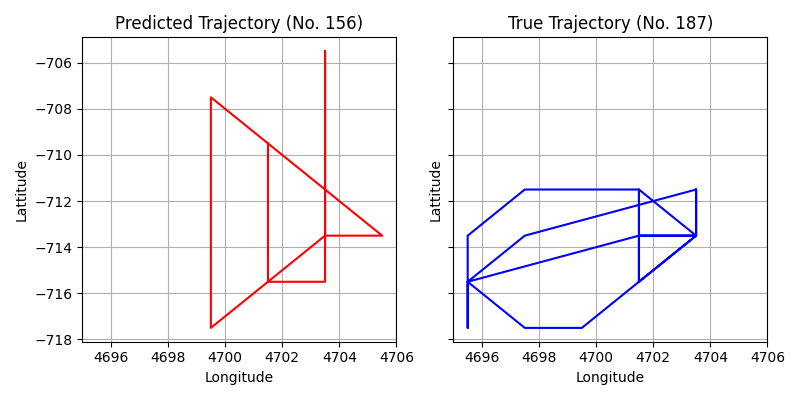 Predicted Trajectory (No. 156)
True Trajectory (No. 187)
−706
−708
−710
−712
−714
−716
−718
Lattitude
Lattitude
4696 4698 4700 4702 4704 4706
4696 4698 4700 4702 4704 4706
Longitude
Longitude